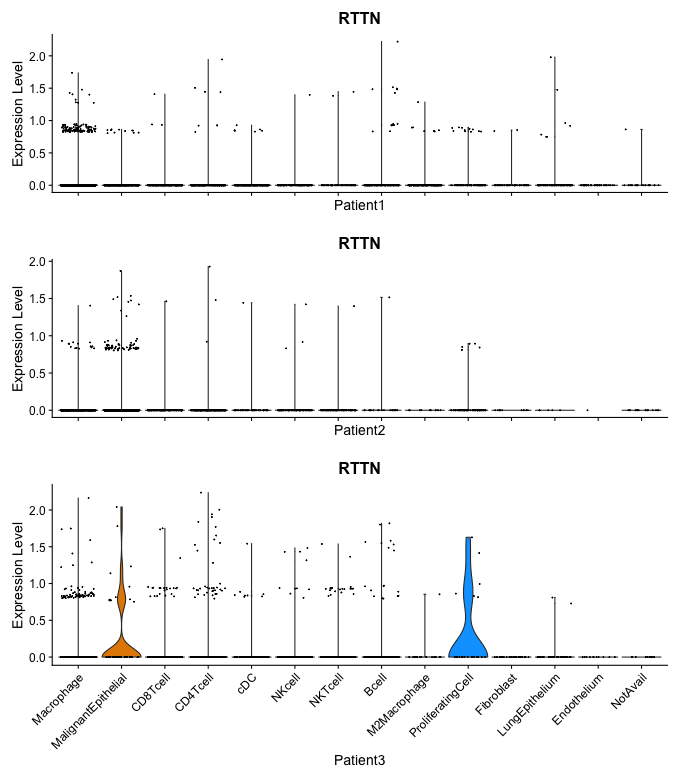 RTTN
Expression Level
2.0
1.5
1.0
0.5
0.0
Patient1
RTTN
Expression Level
2.0
1.5
1.0
0.5
0.0
Patient2
RTTN
Expression Level
2.0
1.5
1.0
0.5
0.0
Macrophage
MalignantEpithelial
CD8Tcell
CD4Tcell
cDC
NKcell
NKTcell
Bcell
M2Macrophage
ProliferatingCell
Fibroblast
LungEpithelium
Endothelium
NotAvail
Patient3